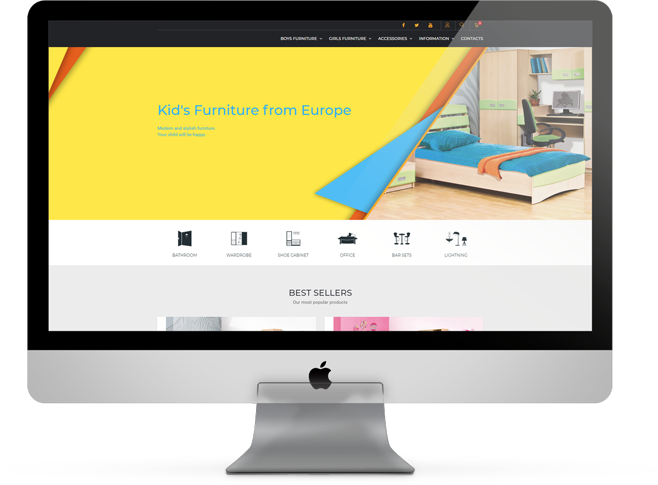 BOYS FURNITURE GIRLS FURNITURE ACCESSORIES INFORMATION CONTACTS
Kid's Furniture from Europe
Modern and stylish furniture.
Your child will be happy
BATHROOM WARDROBE SHOE CABINET OFFICE BAR SETS LIGHTNING
BEST SELLERS
Our most popular products